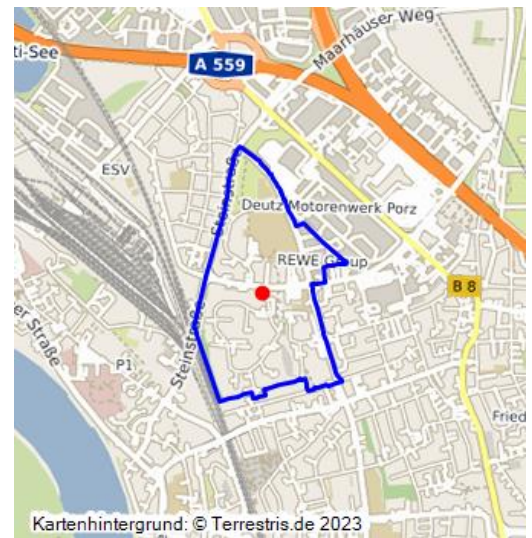 Maarhäuser Weg
ti-See
A 559
ESV
Steinstraße
Deutz Motorenwerk Porz
REWE Group
B 8
Steinstraße
er Straße
P1
Fried
Kartenhintergrund: © Terrestris.de 2023